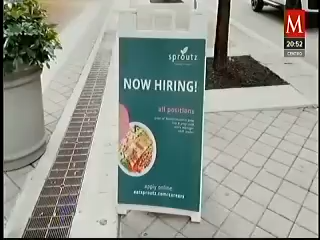 M
20:52
CENTRO
sproutz
NOW HIRING!
all positions
apply online
eatsproutz.com/careers